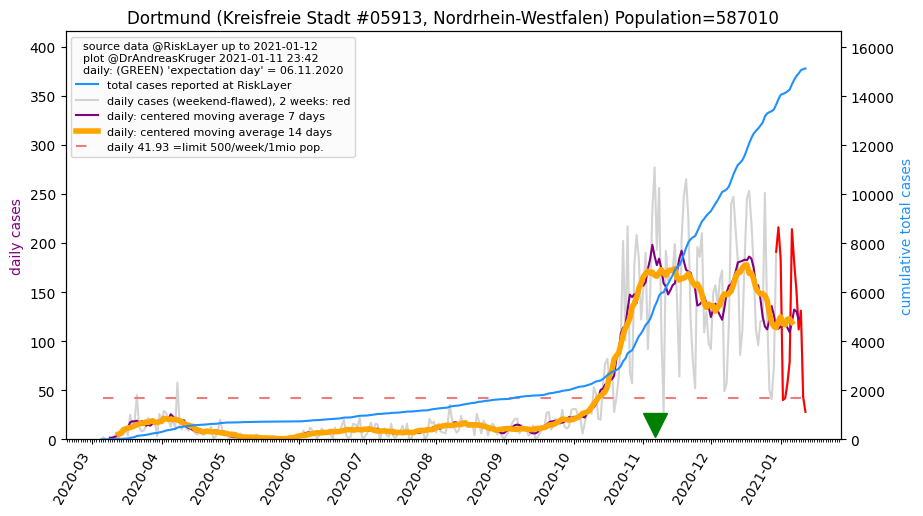 Dortmund (Kreisfreie Stadt #05913, Nordrhein-Westfalen) Population=587010
source data @RiskLayer up to 2021-01-12
plot @DrAndreasKruger 2021-01-11 23:42
daily: (GREEN) 'expectation day' = 06.11.2020
total cases reported at RiskLayer
daily cases (weekend-flawed), 2 weeks: red
daily: centered moving average 7 days
daily: centered moving average 14 days
daily 41.93 =limit 500/week/1mio pop.
daily cases
400
350
300
250
200
150
100
50
0
16000
14000
12000
10000
8000
6000
4000
2000
0
cumulative total cases
2020-03
2020-04
2020-05
2020-06
2020-07
2020-08
2020-09
2020-10
2020-11
2020-12
2021-01